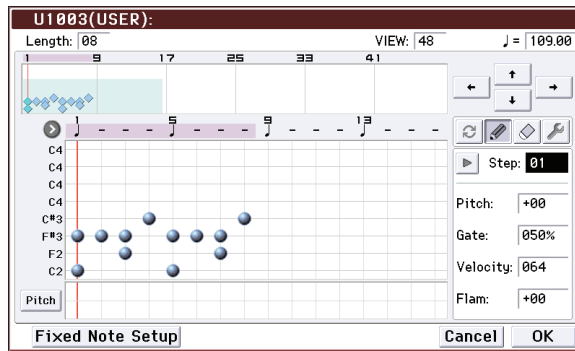 U1003(USER):
Length: 08 VIEW: 48 ♩= 109.00
1 9 17 25 33 41
1 - - - 5 - - - 9 - - - 13 - - -
C4
C4
C4
C4
C#3
F#3
F2
C2
Pitch
Step: 01
Pitch: +00
Gate: 050%
Velocity: 064
Flam: +00
Fixed Note Setup Cancel OK